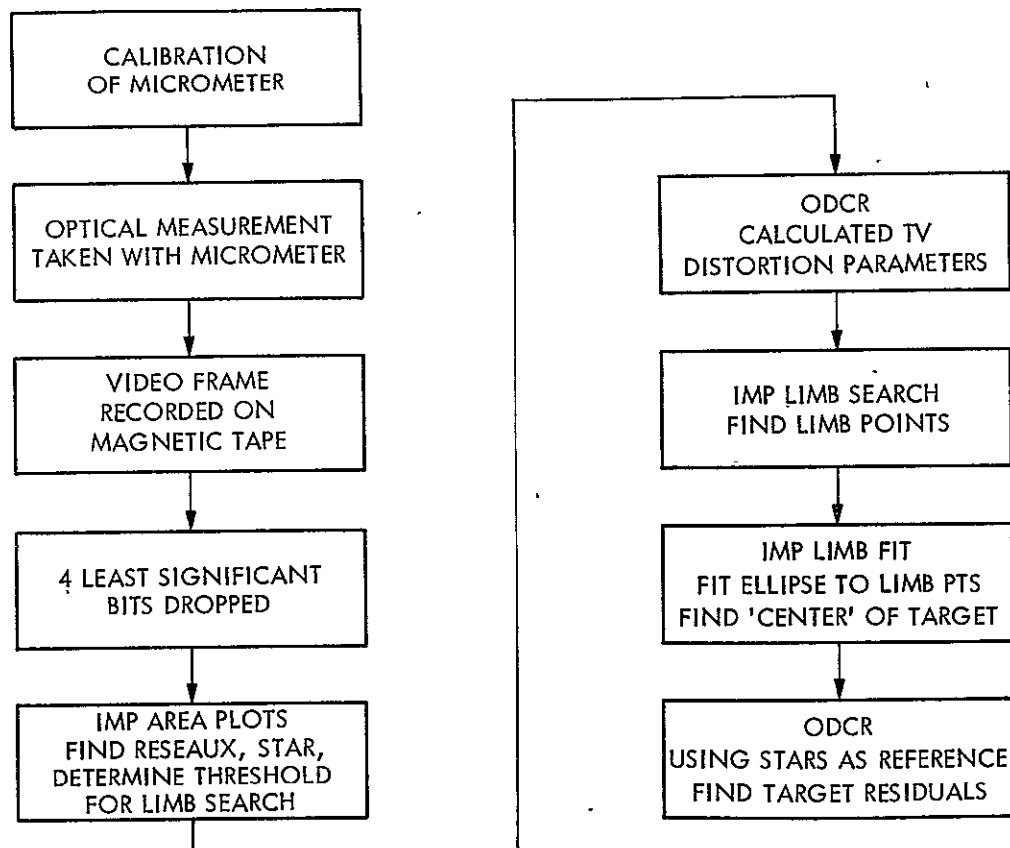 CALIBRATION
OF MICROMETER
OPTICAL MEASUREMENT
TAKEN WITH MICROMETER
VIDEO FRAME
RECORDED ON
MAGNETIC TAPE
4 LEAST SIGNIFICANT
BITS DROPPED
IMP AREA PLOTS
FIND RESEAUX, STAR,
DETERMINE THRESHOLD
FOR LIMB SEARCH
ODCR
CALCULATED TV
DISTORTION PARAMETERS
IMP LIMB SEARCH
FIND LIMB POINTS
IMP LIMB FIT
FIT ELLIPSE TO LIMB PTS
FIND 'CENTER' OF TARGET
ODCR
USING STARS AS REFERENCE
FIND TARGET RESIDUALS